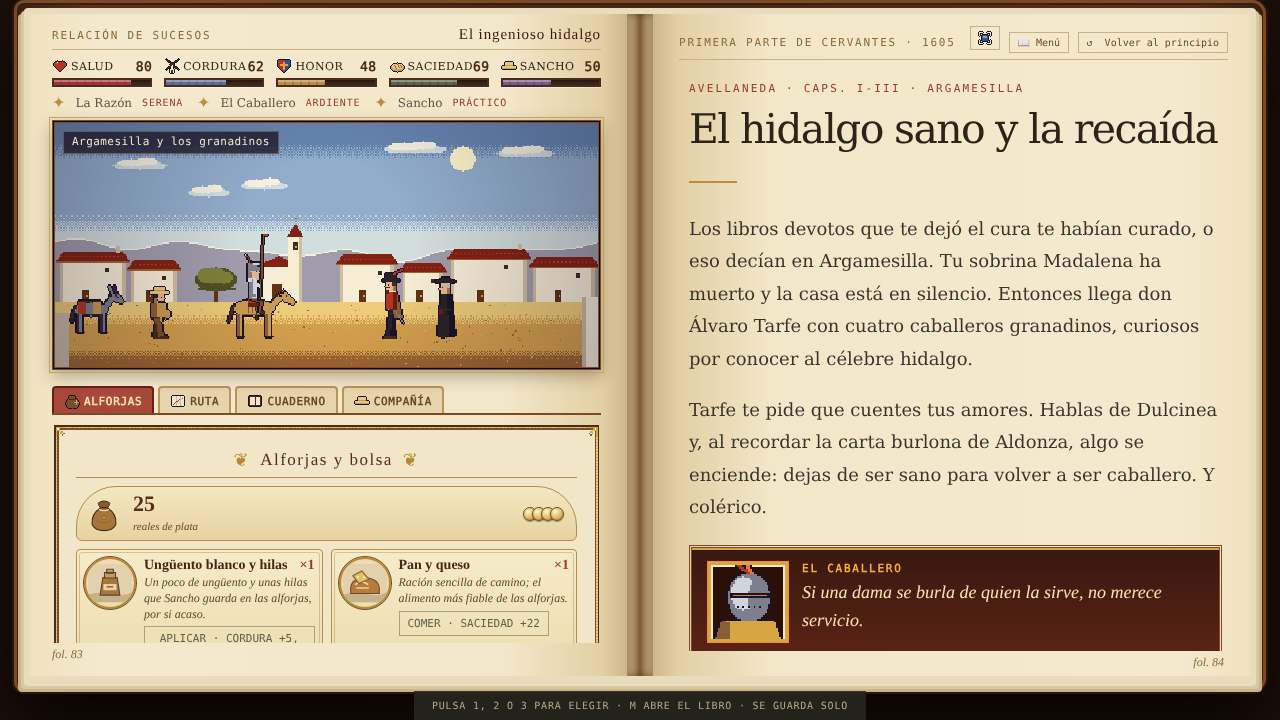 RELACIÓN DE SUCESOS
El ingenioso hidalgo
SALUD 80
CORDURA 62
HONOR 48
SACIEDAD 69
SANCHO 50
La Razón SERENA El Caballero ARDIENTE Sancho PRÁCTICO
Argamesilla y los granadinos
ALFORJAS
RUTA
CUADERNO
COMPAÑÍA
Alforjas y bolsa
25
reales de plata
Ungüento blanco y hilas ×1
Un poco de ungüento y unas hilas
que Sancho guarda en las alforjas,
por si acaso.
APLICAR · CORDURA +5,
Pan y queso ×1
Ración sencilla de camino; el
alimento más fiable de las alforjas.
COMER · SACIEDAD +22
fol. 83
PRIMERA PARTE DE CERVANTES · 1605
Menú
↺ Volver al principio
AVELLANEDA · CAPS. I-III · ARGAMESILLA
El hidalgo sano y la recaída
Los libros devotos que te dejó el cura te habían curado, o
eso decían en Argamesilla. Tu sobrina Madalena ha
muerto y la casa está en silencio. Entonces llega don
Álvaro Tarfe con cuatro caballeros granadinos, curiosos
por conocer al célebre hidalgo.
Tarfe te pide que cuentes tus amores. Hablas de Dulcinea
y, al recordar la carta burlona de Aldonza, algo se
enciende: dejas de ser sano para volver a ser caballero. Y
colérico.
EL CABALLERO
Si una dama se burla de quien la sirve, no merece
servicio.
fol. 84
PULSA 1, 2 O 3 PARA ELEGIR · M ABRE EL LIBRO · SE GUARDA SOLO